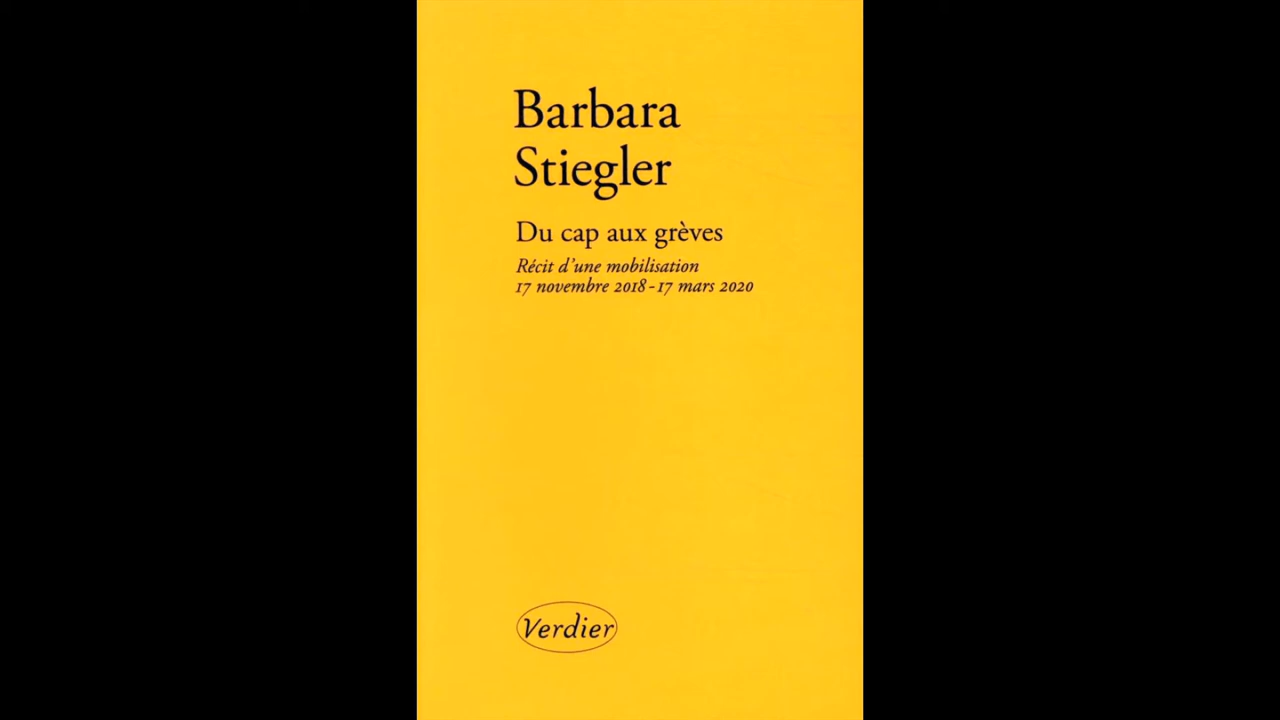 Barbara
Stiegler
Du cap aux grèves
Récit d’une mobilisation
17 novembre 2018 - 17 mars 2020
Verdier